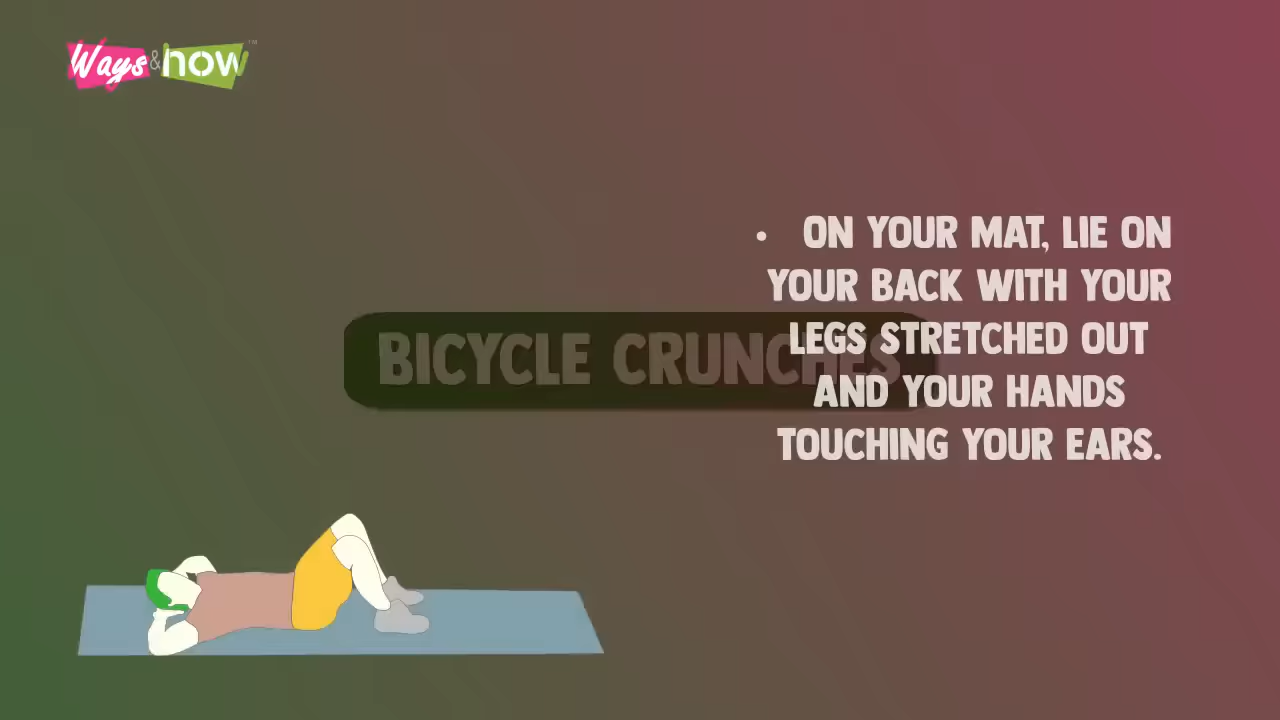 Ways & how ™
• ON YOUR MAT, LIE ON
YOUR BACK WITH YOUR
LEGS STRETCHED OUT
AND YOUR HANDS
TOUCHING YOUR EARS.
BICYCLE CRUNCHES